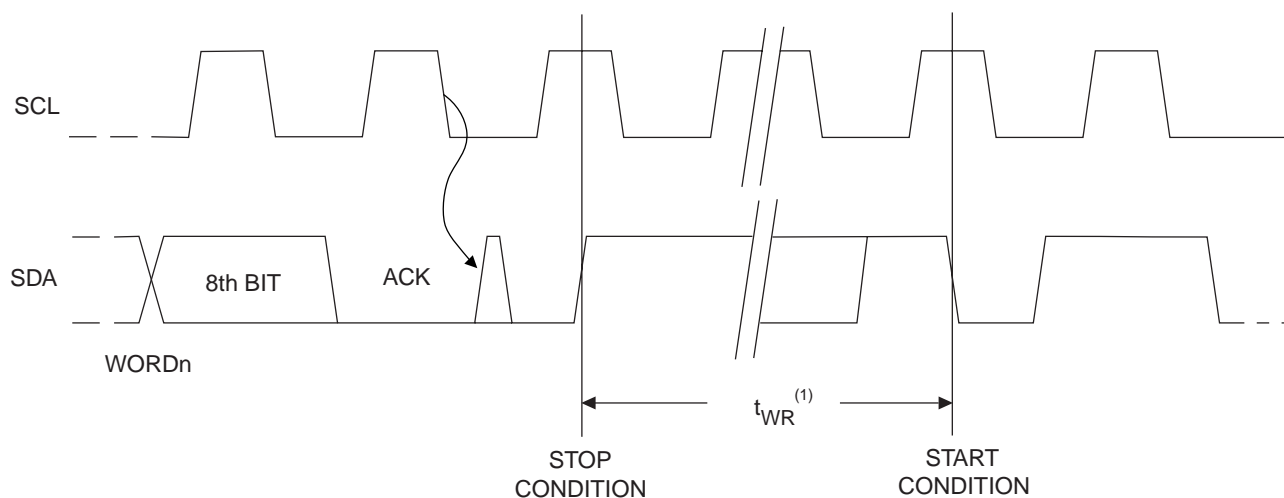 SCL
SDA
8th BIT
ACK
WORDn
tWR(1)
STOP
CONDITION
START
CONDITION